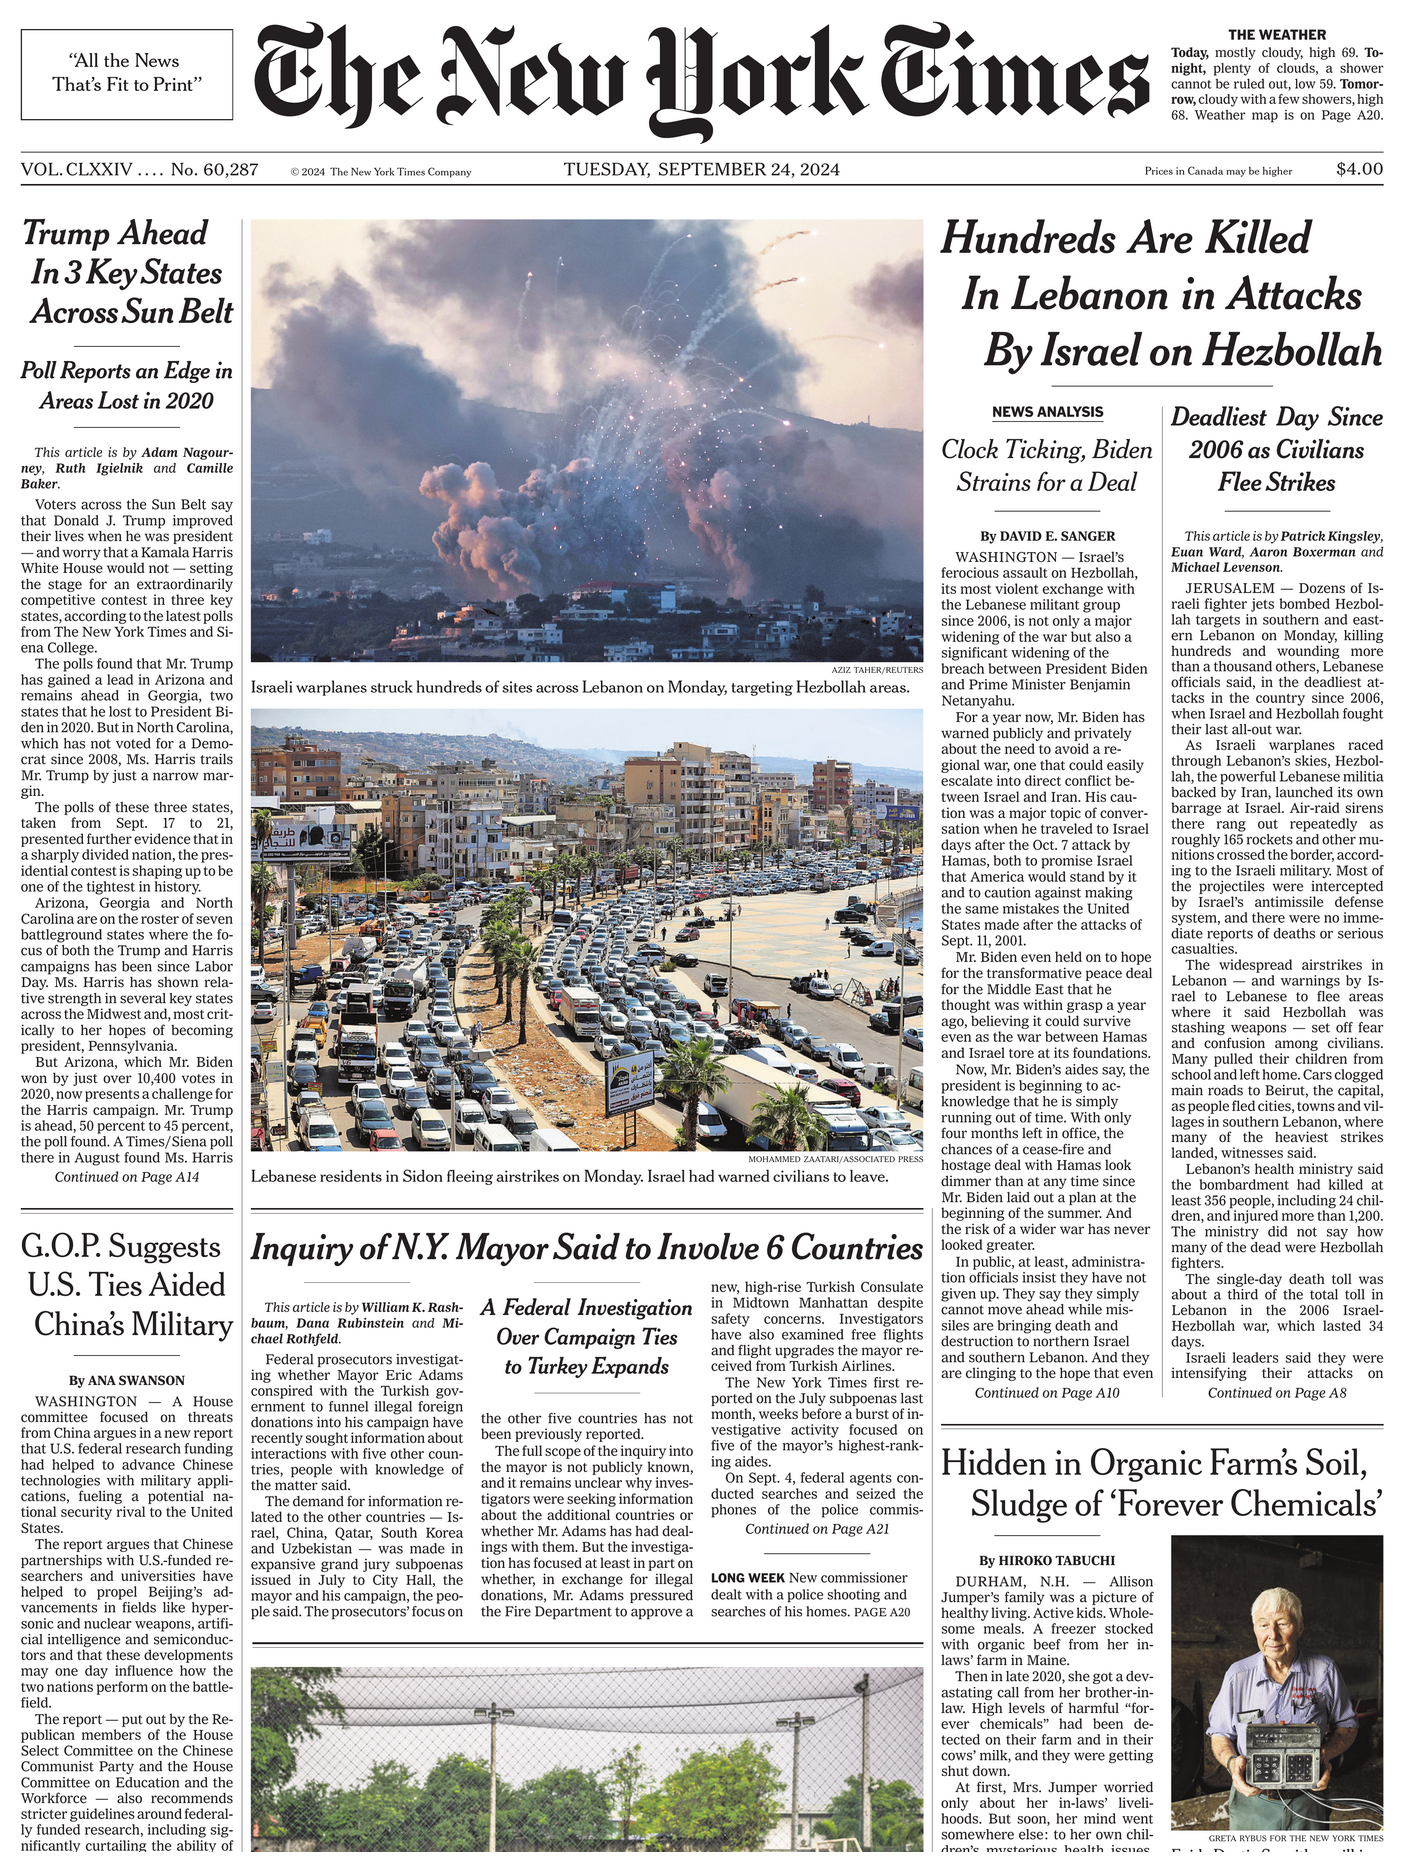 “All the News
That’s Fit to Print”
The New York Times
THE WEATHER
Today, mostly cloudy, high 69. To-
night, plenty of clouds, a shower
cannot be ruled out, low 59. Tomor-
row, cloudy with a few showers, high
68. Weather map is on Page A20.
VOL. CLXXIV .... No. 60,287
© 2024 The New York Times Company
TUESDAY, SEPTEMBER 24, 2024
Prices in Canada may be higher
$4.00
Trump Ahead
In 3 Key States
Across Sun Belt
Poll Reports an Edge in
Areas Lost in 2020
This article is by Adam Nagour-
ney, Ruth Igielnik and Camille
Baker.
Voters across the Sun Belt say
that Donald J. Trump improved
their lives when he was president
— and worry that a Kamala Harris
White House would not — setting
the stage for an extraordinarily
competitive contest in three key
states, according to the latest polls
from The New York Times and Si-
ena College.
The polls found that Mr. Trump
has gained a lead in Arizona and
remains ahead in Georgia, two
states that he lost to President Bi-
den in 2020. But in North Carolina,
which has not voted for a Demo-
crat since 2008, Ms. Harris trails
Mr. Trump by just a narrow mar-
gin.
The polls of these three states,
taken from Sept. 17 to 21,
presented further evidence that in
a sharply divided nation, the pres-
idential contest is shaping up to be
one of the tightest in history.
Arizona, Georgia and North
Carolina are on the roster of seven
battleground states where the fo-
cus of both the Trump and Harris
campaigns has been since Labor
Day. Ms. Harris has shown rela-
tive strength in several key states
across the Midwest and, most crit-
ically to her hopes of becoming
president, Pennsylvania.
But Arizona, which Mr. Biden
won by just over 10,400 votes in
2020, now presents a challenge for
the Harris campaign. Mr. Trump
is ahead, 50 percent to 45 percent,
the poll found. A Times/Siena poll
there in August found Ms. Harris
Continued on Page A14
AZIZ TAHER/REUTERS
Israeli warplanes struck hundreds of sites across Lebanon on Monday, targeting Hezbollah areas.
MOHAMMED ZAATARI/ASSOCIATED PRESS
Lebanese residents in Sidon fleeing airstrikes on Monday. Israel had warned civilians to leave.
Hundreds Are Killed
In Lebanon in Attacks
By Israel on Hezbollah
NEWS ANALYSIS
Clock Ticking, Biden
Strains for a Deal
By DAVID E. SANGER
WASHINGTON — Israel’s
ferocious assault on Hezbollah,
its most violent exchange with
the Lebanese militant group
since 2006, is not only a major
widening of the war but also a
significant widening of the
breach between President Biden
and Prime Minister Benjamin
Netanyahu.
For a year now, Mr. Biden has
warned publicly and privately
about the need to avoid a re-
gional war, one that could easily
escalate into direct conflict be-
tween Israel and Iran. His cau-
tion was a major topic of conver-
sation when he traveled to Israel
days after the Oct. 7 attack by
Hamas, both to promise Israel
that America would stand by it
and to caution against making
the same mistakes the United
States made after the attacks of
Sept. 11, 2001.
Mr. Biden even held on to hope
for the transformative peace deal
for the Middle East that he
thought was within grasp a year
ago, believing it could survive
even as the war between Hamas
and Israel tore at its foundations.
Now, Mr. Biden’s aides say, the
president is beginning to ac-
knowledge that he is simply
running out of time. With only
four months left in office, the
chances of a cease-fire and
hostage deal with Hamas look
dimmer than at any time since
Mr. Biden laid out a plan at the
beginning of the summer. And
the risk of a wider war has never
looked greater.
In public, at least, administra-
tion officials insist they have not
given up. They say they simply
cannot move ahead while mis-
siles are bringing death and
destruction to northern Israel
and southern Lebanon. And they
are clinging to the hope that even
Continued on Page A10
Deadliest Day Since
2006 as Civilians
Flee Strikes
This article is by Patrick Kingsley,
Euan Ward, Aaron Boxerman and
Michael Levenson.
JERUSALEM — Dozens of Is-
raeli fighter jets bombed Hezbol-
lah targets in southern and east-
ern Lebanon on Monday, killing
hundreds and wounding more
than a thousand others, Lebanese
officials said, in the deadliest at-
tacks in the country since 2006,
when Israel and Hezbollah fought
their last all-out war.
As Israeli warplanes raced
through Lebanon’s skies, Hezbol-
lah, the powerful Lebanese militia
backed by Iran, launched its own
barrage at Israel. Air-raid sirens
there rang out repeatedly as
roughly 165 rockets and other mu-
nitions crossed the border, accord-
ing to the Israeli military. Most of
the projectiles were intercepted
by Israel’s antimissile defense
system, and there were no imme-
diate reports of deaths or serious
casualties.
The widespread airstrikes in
Lebanon — and warnings by Is-
rael to Lebanese to flee areas
where it said Hezbollah was
stashing weapons — set off fear
and confusion among civilians.
Many pulled their children from
school and left home. Cars clogged
main roads to Beirut, the capital,
as people fled cities, towns and vil-
lages in southern Lebanon, where
many of the heaviest strikes
landed, witnesses said.
Lebanon’s health ministry said
the bombardment had killed at
least 356 people, including 24 chil-
dren, and injured more than 1,200.
The ministry did not say how
many of the dead were Hezbollah
fighters.
The single-day death toll was
about a third of the total toll in
Lebanon in the 2006 Israel-
Hezbollah war, which lasted 34
days.
Israeli leaders said they were
intensifying their attacks on
Continued on Page A8
G.O.P. Suggests
U.S. Ties Aided
China’s Military
By ANA SWANSON
WASHINGTON — A House
committee focused on threats
from China argues in a new report
that U.S. federal research funding
had helped to advance Chinese
technologies with military appli-
cations, fueling a potential na-
tional security rival to the United
States.
The report argues that Chinese
partnerships with U.S.-funded re-
searchers and universities have
helped to propel Beijing’s ad-
vancements in fields like hyper-
sonic and nuclear weapons, artifi-
cial intelligence and semiconduc-
tors and that these developments
may one day influence how the
two nations perform on the battle-
field.
The report — put out by the Re-
publican members of the House
Select Committee on the Chinese
Communist Party and the House
Committee on Education and the
Workforce — also recommends
stricter guidelines around federal-
ly funded research, including sig-
nificantly curtailing the ability of
Inquiry of N.Y. Mayor Said to Involve 6 Countries
This article is by William K. Rash-
baum, Dana Rubinstein and Mi-
chael Rothfeld.
Federal prosecutors investigat-
ing whether Mayor Eric Adams
conspired with the Turkish gov-
ernment to funnel illegal foreign
donations into his campaign have
recently sought information about
interactions with five other coun-
tries, people with knowledge of
the matter said.
The demand for information re-
lated to the other countries — Is-
rael, China, Qatar, South Korea
and Uzbekistan — was made in
expansive grand jury subpoenas
issued in July to City Hall, the
mayor and his campaign, the peo-
ple said. The prosecutors’ focus on
A Federal Investigation
Over Campaign Ties
to Turkey Expands
the other five countries has not
been previously reported.
The full scope of the inquiry into
the mayor is not publicly known,
and it remains unclear why inves-
tigators were seeking information
about the additional countries or
whether Mr. Adams has had deal-
ings with them. But the investiga-
tion has focused at least in part on
whether, in exchange for illegal
donations, Mr. Adams pressured
the Fire Department to approve a
new, high-rise Turkish Consulate
in Midtown Manhattan despite
safety concerns. Investigators
have also examined free flights
and flight upgrades the mayor re-
ceived from Turkish Airlines.
The New York Times first re-
ported on the July subpoenas last
month, weeks before a burst of in-
vestigative activity focused on
five of the mayor’s highest-rank-
ing aides.
On Sept. 4, federal agents con-
ducted searches and seized the
phones of the police commis-
Continued on Page A21
LONG WEEK New commissioner
dealt with a police shooting and
searches of his homes. PAGE A20
Hidden in Organic Farm’s Soil,
Sludge of ‘Forever Chemicals’
By HIROKO TABUCHI
DURHAM, N.H. — Allison
Jumper’s family was a picture of
healthy living. Active kids. Whole-
some meals. A freezer stocked
with organic beef from her in-
laws’ farm in Maine.
Then in late 2020, she got a dev-
astating call from her brother-in-
law. High levels of harmful “for-
ever chemicals” had been de-
tected on their farm and in their
cows’ milk, and they were getting
shut down.
At first, Mrs. Jumper worried
only about her in-laws’ liveli-
hoods. But soon, her mind went
somewhere else: to her own chil-
dren’s mysterious health issues,
GRETA RYBUS FOR THE NEW YORK TIMES